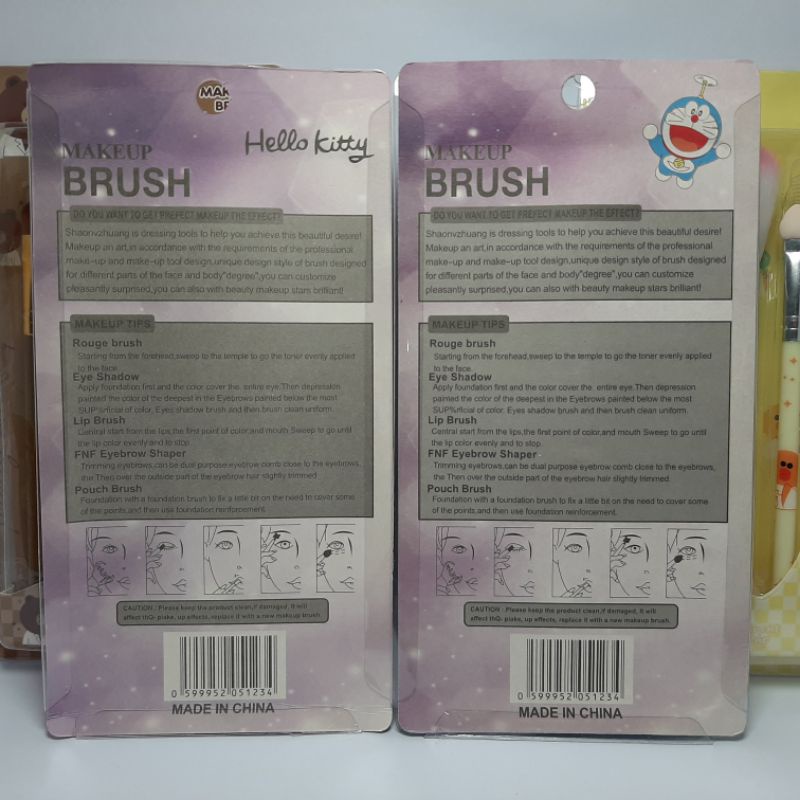 MAK
BR
Hello Kitty
MAKEUP
BRUSH
DO YOU WANT TO GET PREFECT MAKEUP THE EFFECT?
Shaonvzhuang is dressing tools to help you achieve this beautiful desire!
Makeup an art,in accordance with the requirements of the professional
make-up and make-up tool design,unique design style of brush designed
for different parts of the face and body"degree",you can customize
pleasantly surprised,you can also with beauty makeup stars brilliant!
MAKEUP TIPS
Rouge brush
Starting from the forehead,sweep to the temple to go the toner evenly applied
to the face
Eye Shadow
Apply foundation first and the color cover the entire eye.Then depression
painted the color of the deepest in the Eyebrows painted below the most
SUP%rficial of color, Eyes shadow brush and then brush clean uniform.
Lip Brush
Central start from the lips,the first point of color,and mouth Sweep to go until
the lip color evenly and to stop
FNF Eyebrow Shaper
Trimming eyebrows,can be dual purpose,eyebrow comb close to the eyebrows,
the Then over the outside part of the eyebrow hair slightly trimmed
Pouch Brush
Foundation with a foundation brush to fix a little bit on the need to cover some
of the points,and then use foundation reinforcement.
CAUTION : Please keep the product clean,if damaged, It will
affect thG- piake, up effects, replace it with a new makeup brush.
0 599952 051234
MADE IN CHINA
MAKEUP
BRUSH
DO YOU WANT TO GET PREFECT MAKEUP THE EFFECT?
Shaonvzhuang is dressing tools to help you achieve this beautiful desire!
Makeup an art,in accordance with the requirements of the professional
make-up and make-up tool design,unique design style of brush designed
for different parts of the face and body"degree",you can customize
pleasantly surprised,you can also with beauty makeup stars brilliant!
MAKEUP TIPS
Rouge brush
Starting from the forehead,sweep to the temple to go the toner evenly applied
to the face
Eye Shadow
Apply foundation first and the color cover the entire eye.Then depression
painted the color of the deepest in the Eyebrows painted below the most
SUP%rficial of color, Eyes shadow brush and then brush clean uniform.
Lip Brush
Central start from the lips,the first point of color,and mouth Sweep to go until
the lip color evenly and to stop
FNF Eyebrow Shaper
Trimming eyebrows,can be dual purpose eyebrow comb close to the eyebrows,
the Then over the outside part of the eyebrow hair slightly trimmed
Pouch Brush
Foundation with a foundation brush to fix a little bit on the need to cover some
of the points,and then use foundation reinforcement.
CAUTION : Please keep the product clean,if damaged, It will
affect thG- piake, up effects, replace it with a new makeup brush.
0 599952 051234
MADE IN CHINA